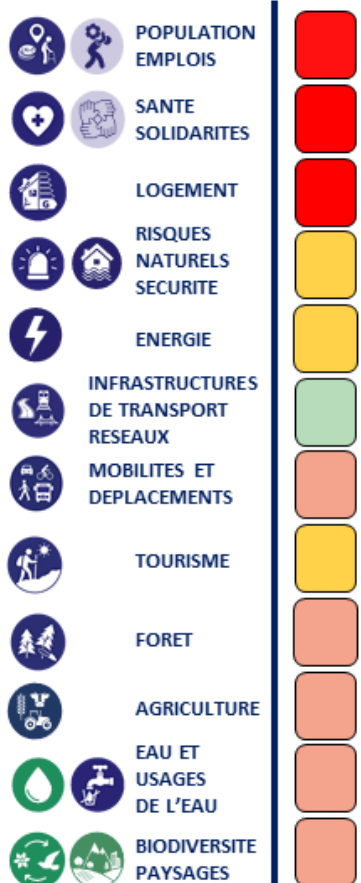 POPULATION
EMPLOIS
SANTE
SOLIDARITES
LOGEMENT
RISQUES
NATURELS
SECURITE
ENERGIE
INFRASTRUCTURES
DE TRANSPORT
RESEAUX
MOBILITES ET
DEPLACEMENTS
TOURISME
FORET
AGRICULTURE
EAU ET
USAGES
DE L'EAU
BIODIVERSITE
PAYSAGES